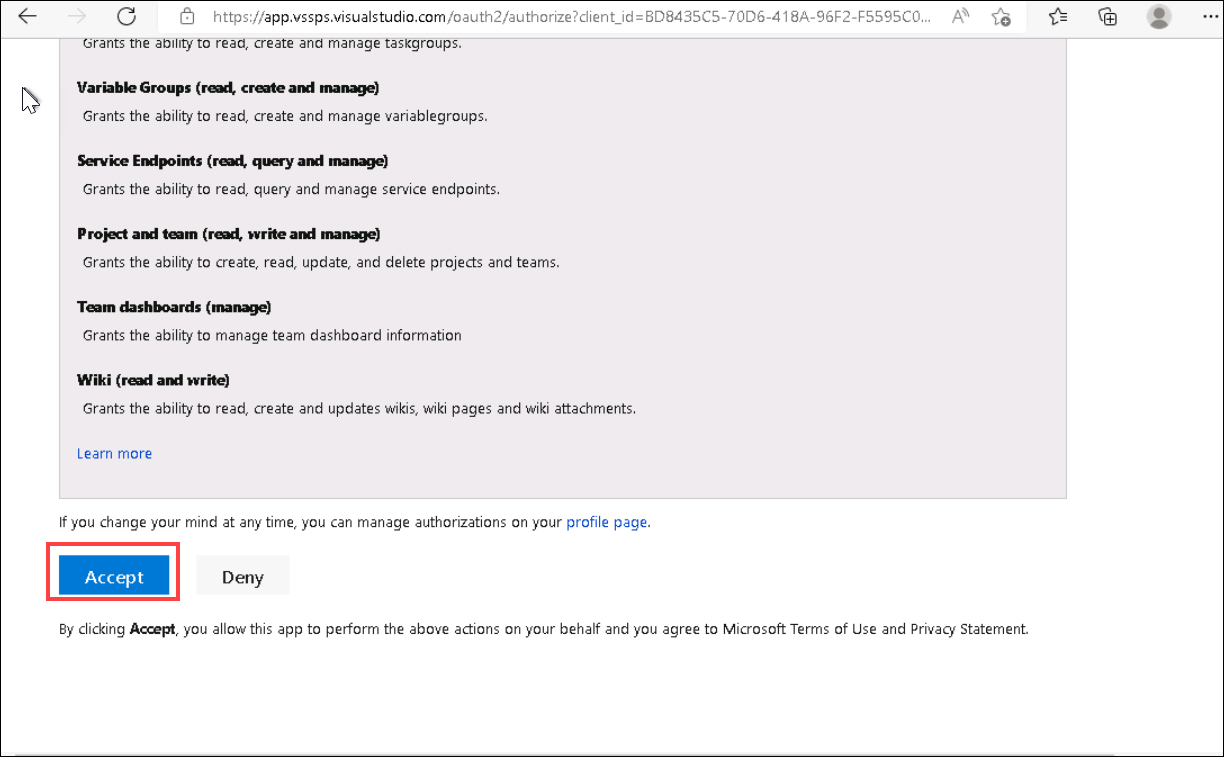 https://app.vssps.visualstudio.com/oauth2/authorize?client_id=BD8435C5-70D6-418A-96F2-F5595C0...
Grants the ability to read, create and manage taskgroups.
Variable Groups (read, create and manage)
Grants the ability to read, create and manage variablegroups.
Service Endpoints (read, query and manage)
Grants the ability to read, query and manage service endpoints.
Project and team (read, write and manage)
Grants the ability to create, read, update, and delete projects and teams.
Team dashboards (manage)
Grants the ability to manage team dashboard information
Wiki (read and write)
Grants the ability to read, create and updates wikis, wiki pages and wiki attachments.
Learn more
If you change your mind at any time, you can manage authorizations on your profile page.
Accept Deny
By clicking Accept, you allow this app to perform the above actions on your behalf and you agree to Microsoft Terms of Use and Privacy Statement.